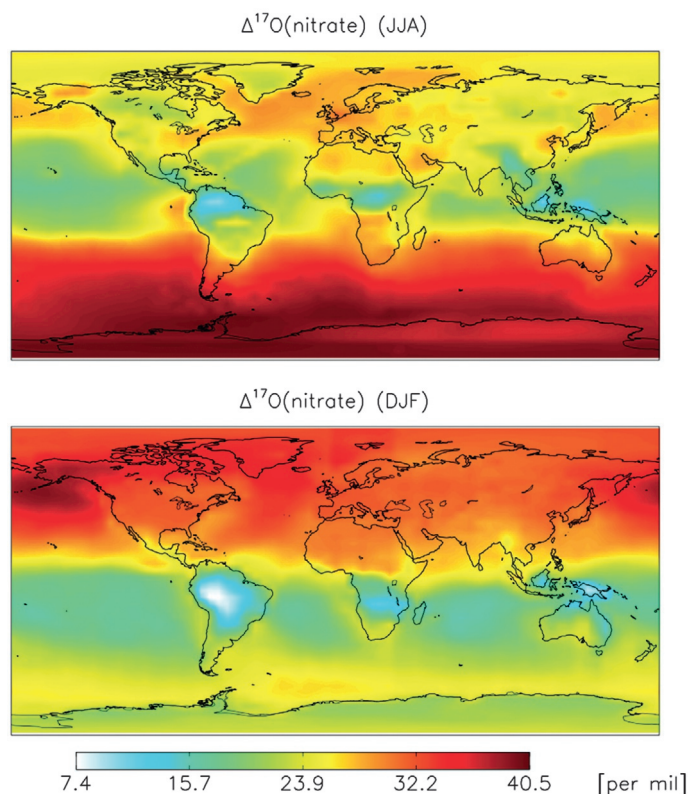 Δ¹⁷O(nitrate) (JJA)
Δ¹⁷O(nitrate) (DJF)
7.4 15.7 23.9 32.2 40.5 [per mil]